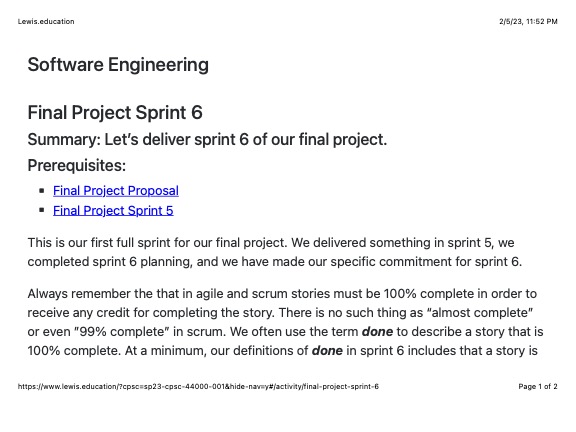 Lewis.education 2/5/23, 11:52 PM
Software Engineering
Final Project Sprint 6
Summary: Let's deliver sprint 6 of our final project.
Prerequisites:
▪ Final Project Proposal
▪ Final Project Sprint 5
This is our first full sprint for our final project. We delivered something in sprint 5, we
completed sprint 6 planning, and we have made our specific commitment for sprint 6.
Always remember the that in agile and scrum stories must be 100% complete in order to
receive any credit for completing the story. There is no such thing as “almost complete”
or even ”99% complete” in scrum. We often use the term done to describe a story that is
100% complete. At a minimum, our definitions of done in sprint 6 includes that a story is
https://www.lewis.education/?cpsc=sp23-cpsc-44000-001&hide-nav=y#/activity/final-project-sprint-6 Page 1 of 2